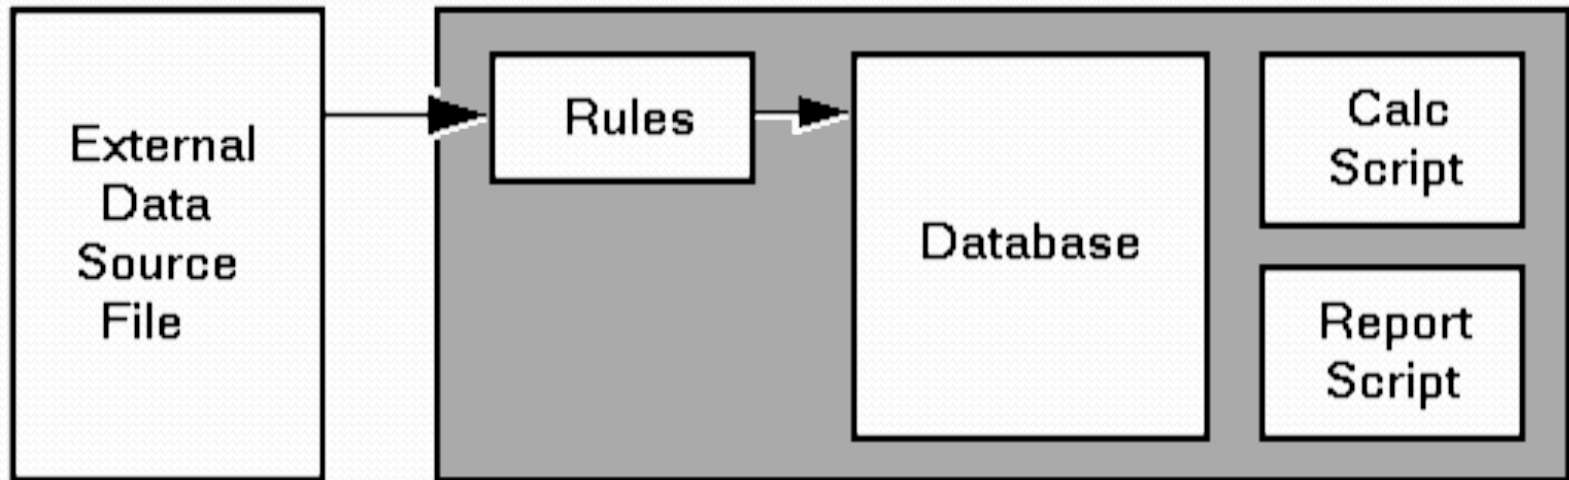 External
Data
Source
File
Rules
Database
Calc
Script
Report
Script